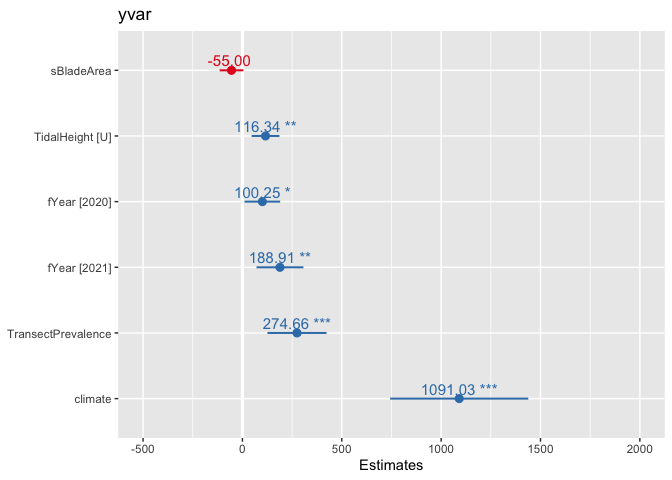 yvar
sBladeArea
-55.00
TidalHeight [U]
116.34 **
fYear [2020]
100.25 *
fYear [2021]
188.91 **
TransectPrevalence
274.66 ***
climate
1091.03 ***
-500 0 500 1000 1500 2000
Estimates